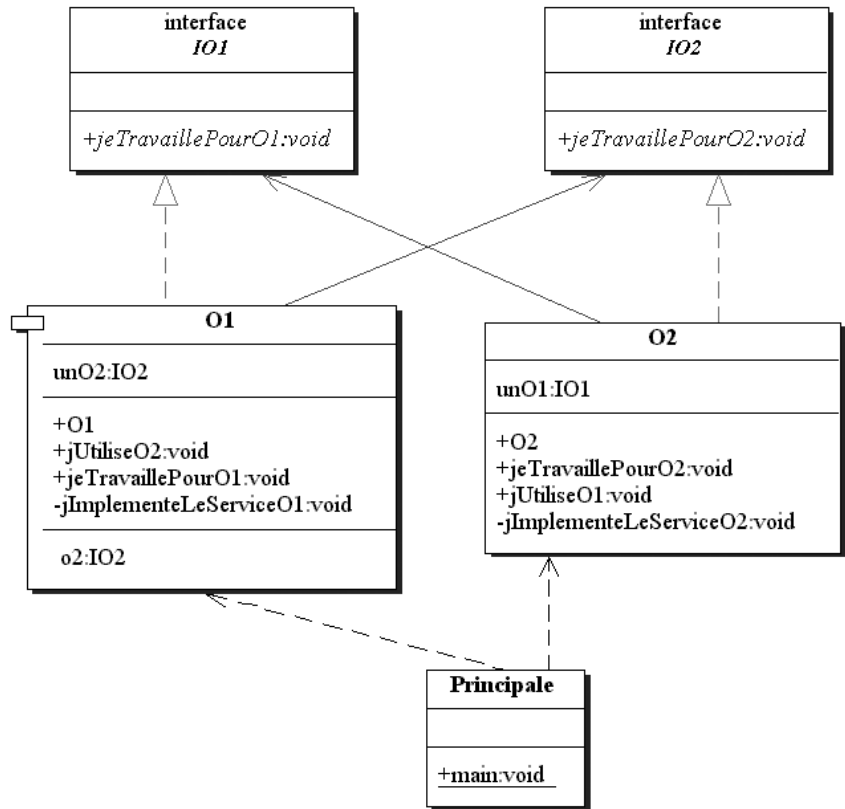 interface
IO1
+jeTravaillePourO1:void
interface
IO2
+jeTravaillePourO2:void
O1
unO2:IO2
+O1
+jUtiliseO2:void
+jeTravaillePourO1:void
-jImplementeLeServiceO1:void
o2:IO2
O2
unO1:IO1
+O2
+jeTravaillePourO2:void
+jUtiliseO1:void
-jImplementeLeServiceO2:void
Principale
+main:void